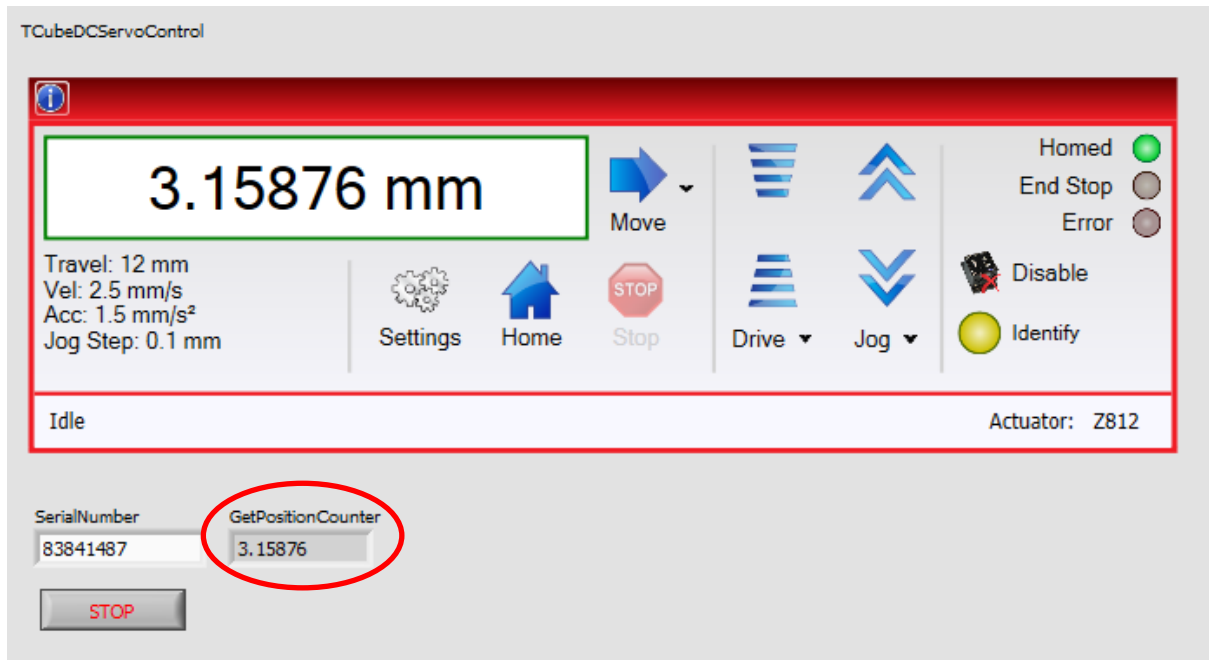 TCubeDCServoControl
3.15876 mm
Move
Homed
End Stop
Error
Travel: 12 mm
Vel: 2.5 mm/s
Acc: 1.5 mm/s²
Jog Step: 0.1 mm
Settings
Home
STOP
Stop
Drive
Jog
Disable
Identify
Idle
Actuator: Z812
SerialNumber
GetPositionCounter
83841487
3.15876
STOP